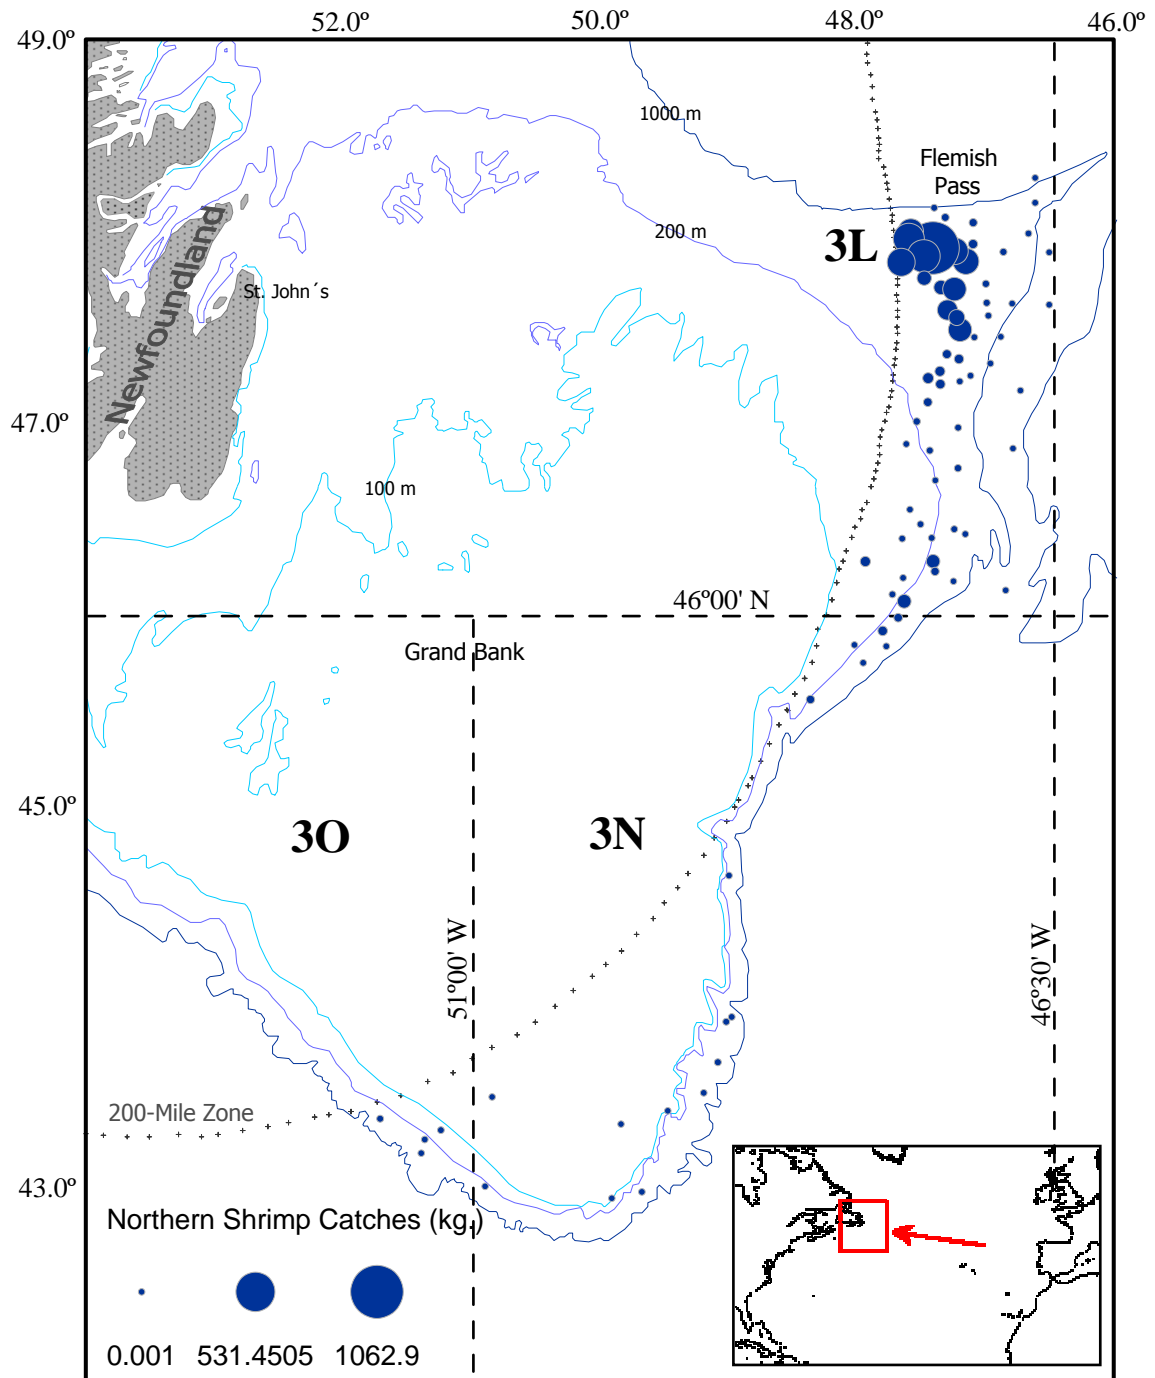 52.0º 50.0º 48.0º 46.0º
49.0º
1000 m
Flemish
Pass
200 m
3L
Newfoundland
St. John´s
47.0º
100 m
46º00' N
Grand Bank
45.0º
3O
3N
51º00' W
46º30' W
200-Mile Zone
43.0º
Northern Shrimp Catches (kg.)
0.001 531.4505 1062.9